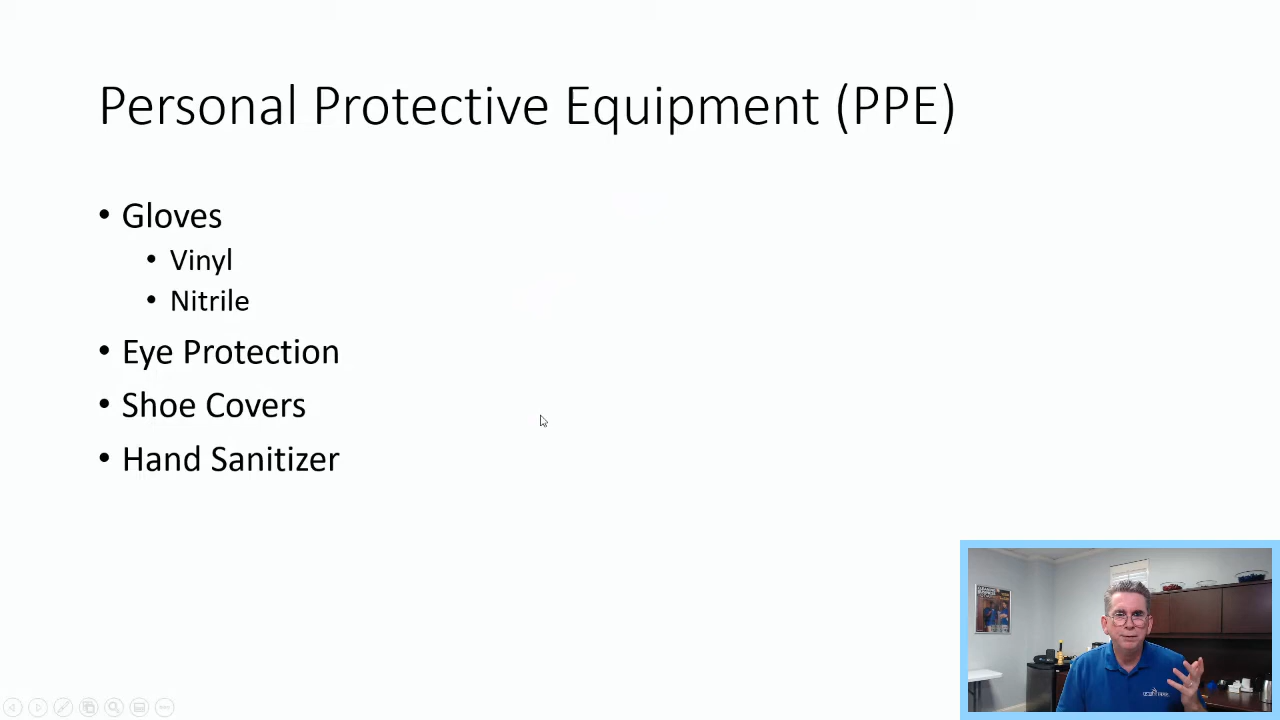 Personal Protective Equipment (PPE)
• Gloves
• Vinyl
• Nitrile
• Eye Protection
• Shoe Covers
• Hand Sanitizer